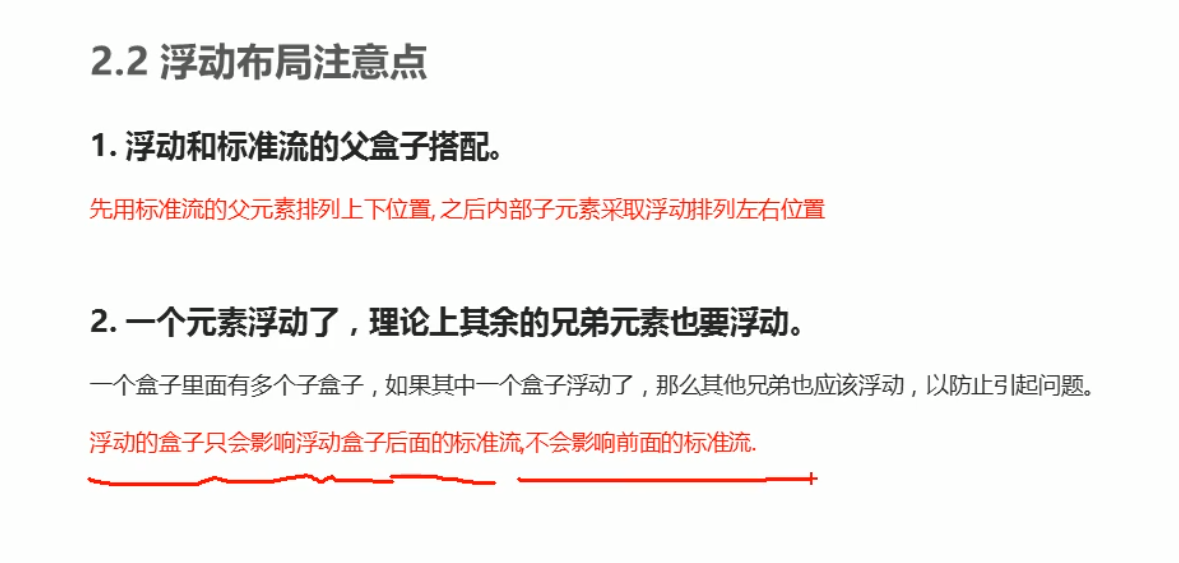 2.2 浮动布局注意点
1. 浮动和标准流的父盒子搭配。
先用标准流的父元素排列上下位置, 之后内部子元素采取浮动排列左右位置
2. 一个元素浮动了，理论上其余的兄弟元素也要浮动。
一个盒子里面有多个子盒子，如果其中一个盒子浮动了，那么其他兄弟也应该浮动，以防止引起问题。
浮动的盒子只会影响浮动盒子后面的标准流,不会影响前面的标准流.